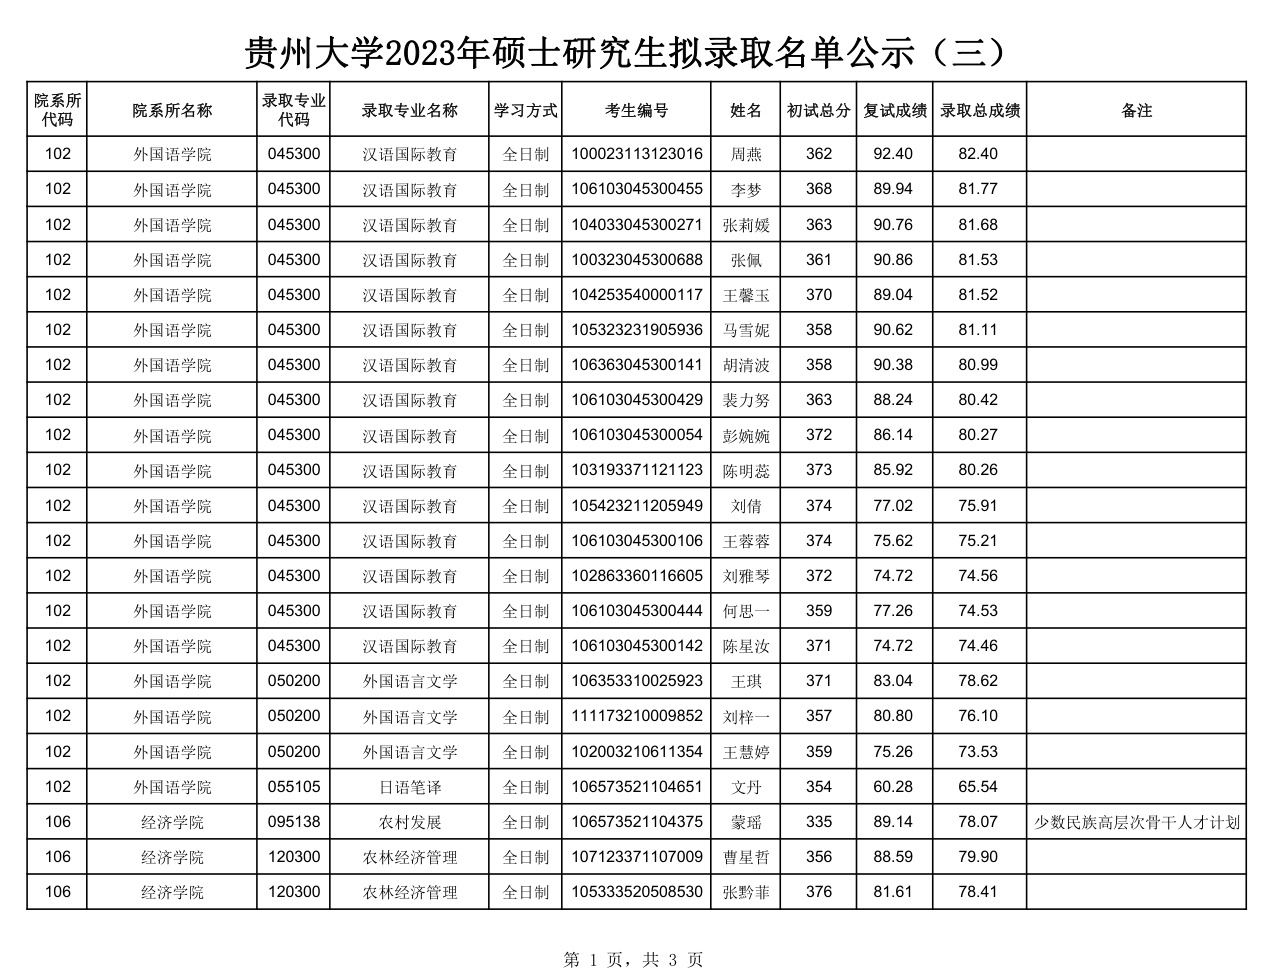 贵州大学2023年硕士研究生拟录取名单公示（三）
院系所代码 院系所名称 录取专业代码 录取专业名称 学习方式 考生编号 姓名 初试总分 复试成绩 录取总成绩 备注
102 外国语学院 045300 汉语国际教育 全日制 100023113123016 周燕 362 92.40 82.40
102 外国语学院 045300 汉语国际教育 全日制 106103045300455 李梦 368 89.94 81.77
102 外国语学院 045300 汉语国际教育 全日制 104033045300271 张莉媛 363 90.76 81.68
102 外国语学院 045300 汉语国际教育 全日制 100323045300688 张佩 361 90.86 81.53
102 外国语学院 045300 汉语国际教育 全日制 104253540000117 王馨玉 370 89.04 81.52
102 外国语学院 045300 汉语国际教育 全日制 105323231905936 马雪妮 358 90.62 81.11
102 外国语学院 045300 汉语国际教育 全日制 106363045300141 胡清波 358 90.38 80.99
102 外国语学院 045300 汉语国际教育 全日制 106103045300429 裴力努 363 88.24 80.42
102 外国语学院 045300 汉语国际教育 全日制 106103045300054 彭婉婉 372 86.14 80.27
102 外国语学院 045300 汉语国际教育 全日制 103193371121123 陈明蕊 373 85.92 80.26
102 外国语学院 045300 汉语国际教育 全日制 105423211205949 刘倩 374 77.02 75.91
102 外国语学院 045300 汉语国际教育 全日制 106103045300106 王蓉蓉 374 75.62 75.21
102 外国语学院 045300 汉语国际教育 全日制 102863360116605 刘雅琴 372 74.72 74.56
102 外国语学院 045300 汉语国际教育 全日制 106103045300444 何思一 359 77.26 74.53
102 外国语学院 045300 汉语国际教育 全日制 106103045300142 陈星汝 371 74.72 74.46
102 外国语学院 050200 外国语言文学 全日制 106353310025923 王琪 371 83.04 78.62
102 外国语学院 050200 外国语言文学 全日制 111173210009852 刘梓一 357 80.80 76.10
102 外国语学院 050200 外国语言文学 全日制 102003210611354 王慧婷 359 75.26 73.53
102 外国语学院 055105 日语笔译 全日制 106573521104651 文丹 354 60.28 65.54
106 经济学院 095138 农村发展 全日制 106573521104375 蒙瑶 335 89.14 78.07 少数民族高层次骨干人才计划
106 经济学院 120300 农林经济管理 全日制 107123371107009 曹星哲 356 88.59 79.90
106 经济学院 120300 农林经济管理 全日制 105333520508530 张黔菲 376 81.61 78.41
第 1 页，共 3 页